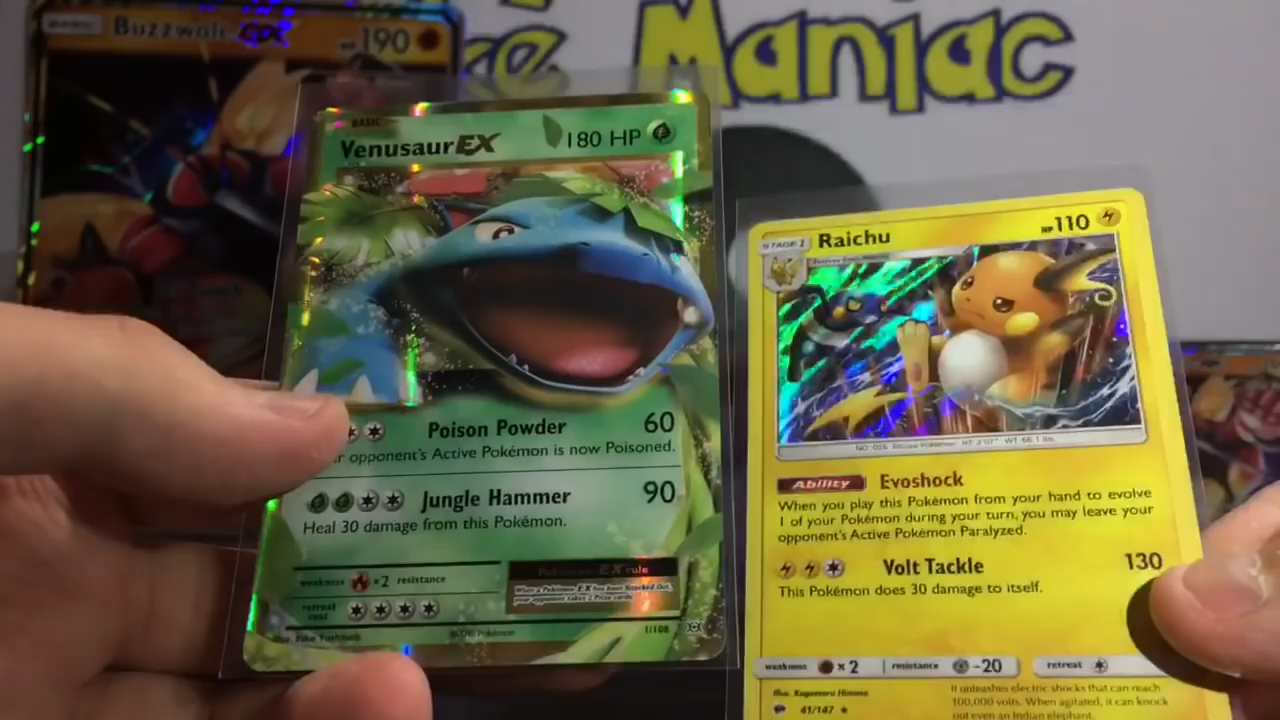 Buzzwole GX
190
Maniac
BASIC
Venusaur EX
180 HP
Poison Powder 60
opponent's Active Pokémon is now Poisoned.
Jungle Hammer 90
Heal 30 damage from this Pokémon.
weakness ×2 resistance
retreat cost
Pokémon EX rule
When a Pokémon-EX has been Knocked Out,
your opponent takes 2 Prize cards.
1/108
STAGE 1
Raichu
HP 110
NO. 026 Mouse Pokémon HT: 2'07" WT: 66.1 lbs.
Ability Evoshock
When you play this Pokémon from your hand to evolve
1 of your Pokémon during your turn, you may leave your
opponent's Active Pokémon Paralyzed.
Volt Tackle 130
This Pokémon does 30 damage to itself.
weakness ×2 resistance -20 retreat
Illus. Kagemaru Himeno
41/147
It unleashes electric shocks that can reach
100,000 volts. When agitated, it can knock
out even an Indian elephant.